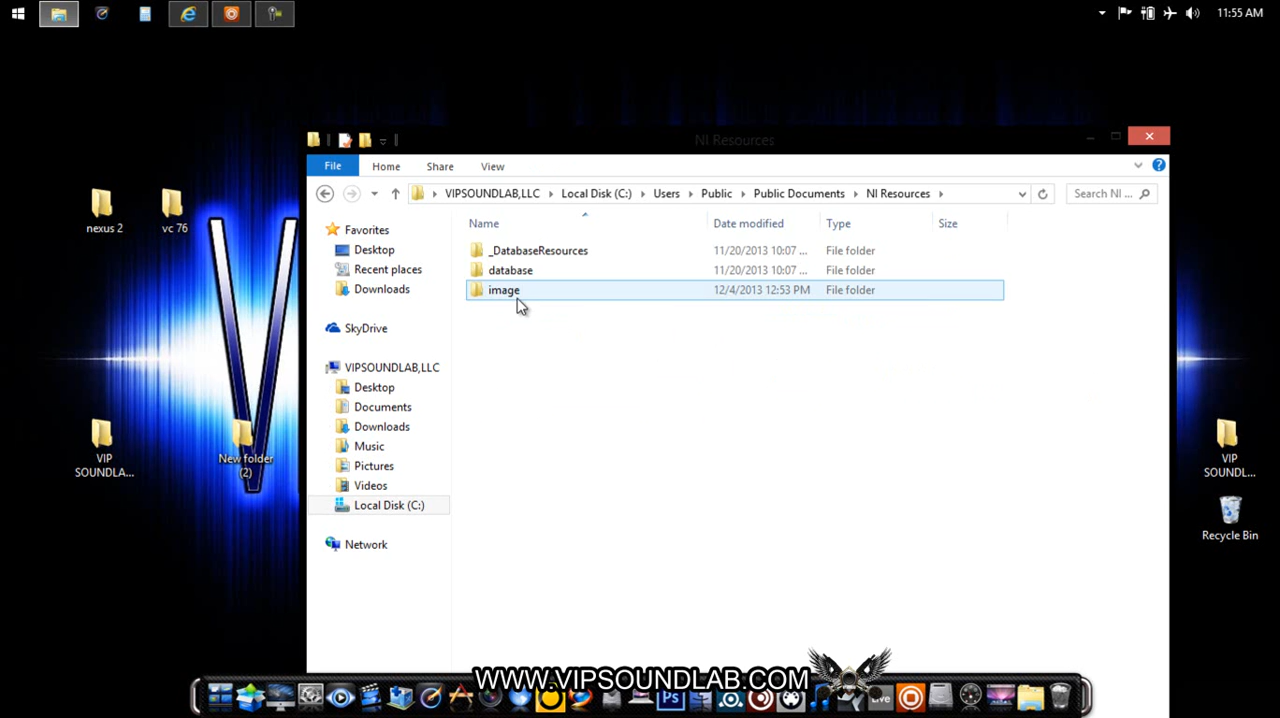 11:55 AM
NI Resources
File
Home
Share
View
VIPSOUNDLAB,LLC
Local Disk (C:)
Users
Public
Public Documents
NI Resources
Search NI ...
Name
Date modified
Type
Size
_DatabaseResources
11/20/2013 10:07 ...
File folder
database
11/20/2013 10:07 ...
File folder
image
12/4/2013 12:53 PM
File folder
Favorites
Desktop
Recent places
Downloads
SkyDrive
VIPSOUNDLAB,LLC
Desktop
Documents
Downloads
Music
Pictures
Videos
Local Disk (C:)
Network
nexus 2
vc 76
VIP
SOUNDLA...
New folder
(2)
VIP
SOUNDL...
Recycle Bin
WWW.VIPSOUNDLAB.COM
Ps
Live